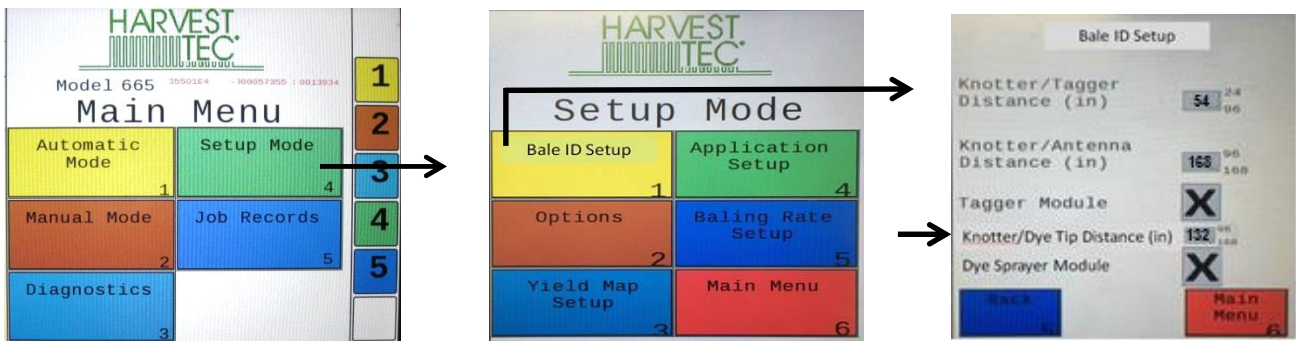 HARVEST
TEC
Model 665
Main Menu
Automatic
Mode
1
Setup Mode
4
Manual Mode
2
Job Records
5
Diagnostics
3
1
2
3
4
5
HARVEST
TEC
Setup Mode
Bale ID Setup
1
Application
Setup
4
Options
2
Baling Rate
Setup
5
Yield Map
Setup
3
Main Menu
6
Bale ID Setup
Knotter/Tagger
Distance (in)
54
24
96
Knotter/Antenna
Distance (in)
168
96
168
Tagger Module
X
Knotter/Dye Tip Distance (in)
132
96
168
Dye Sprayer Module
X
Back
Main
Menu
6